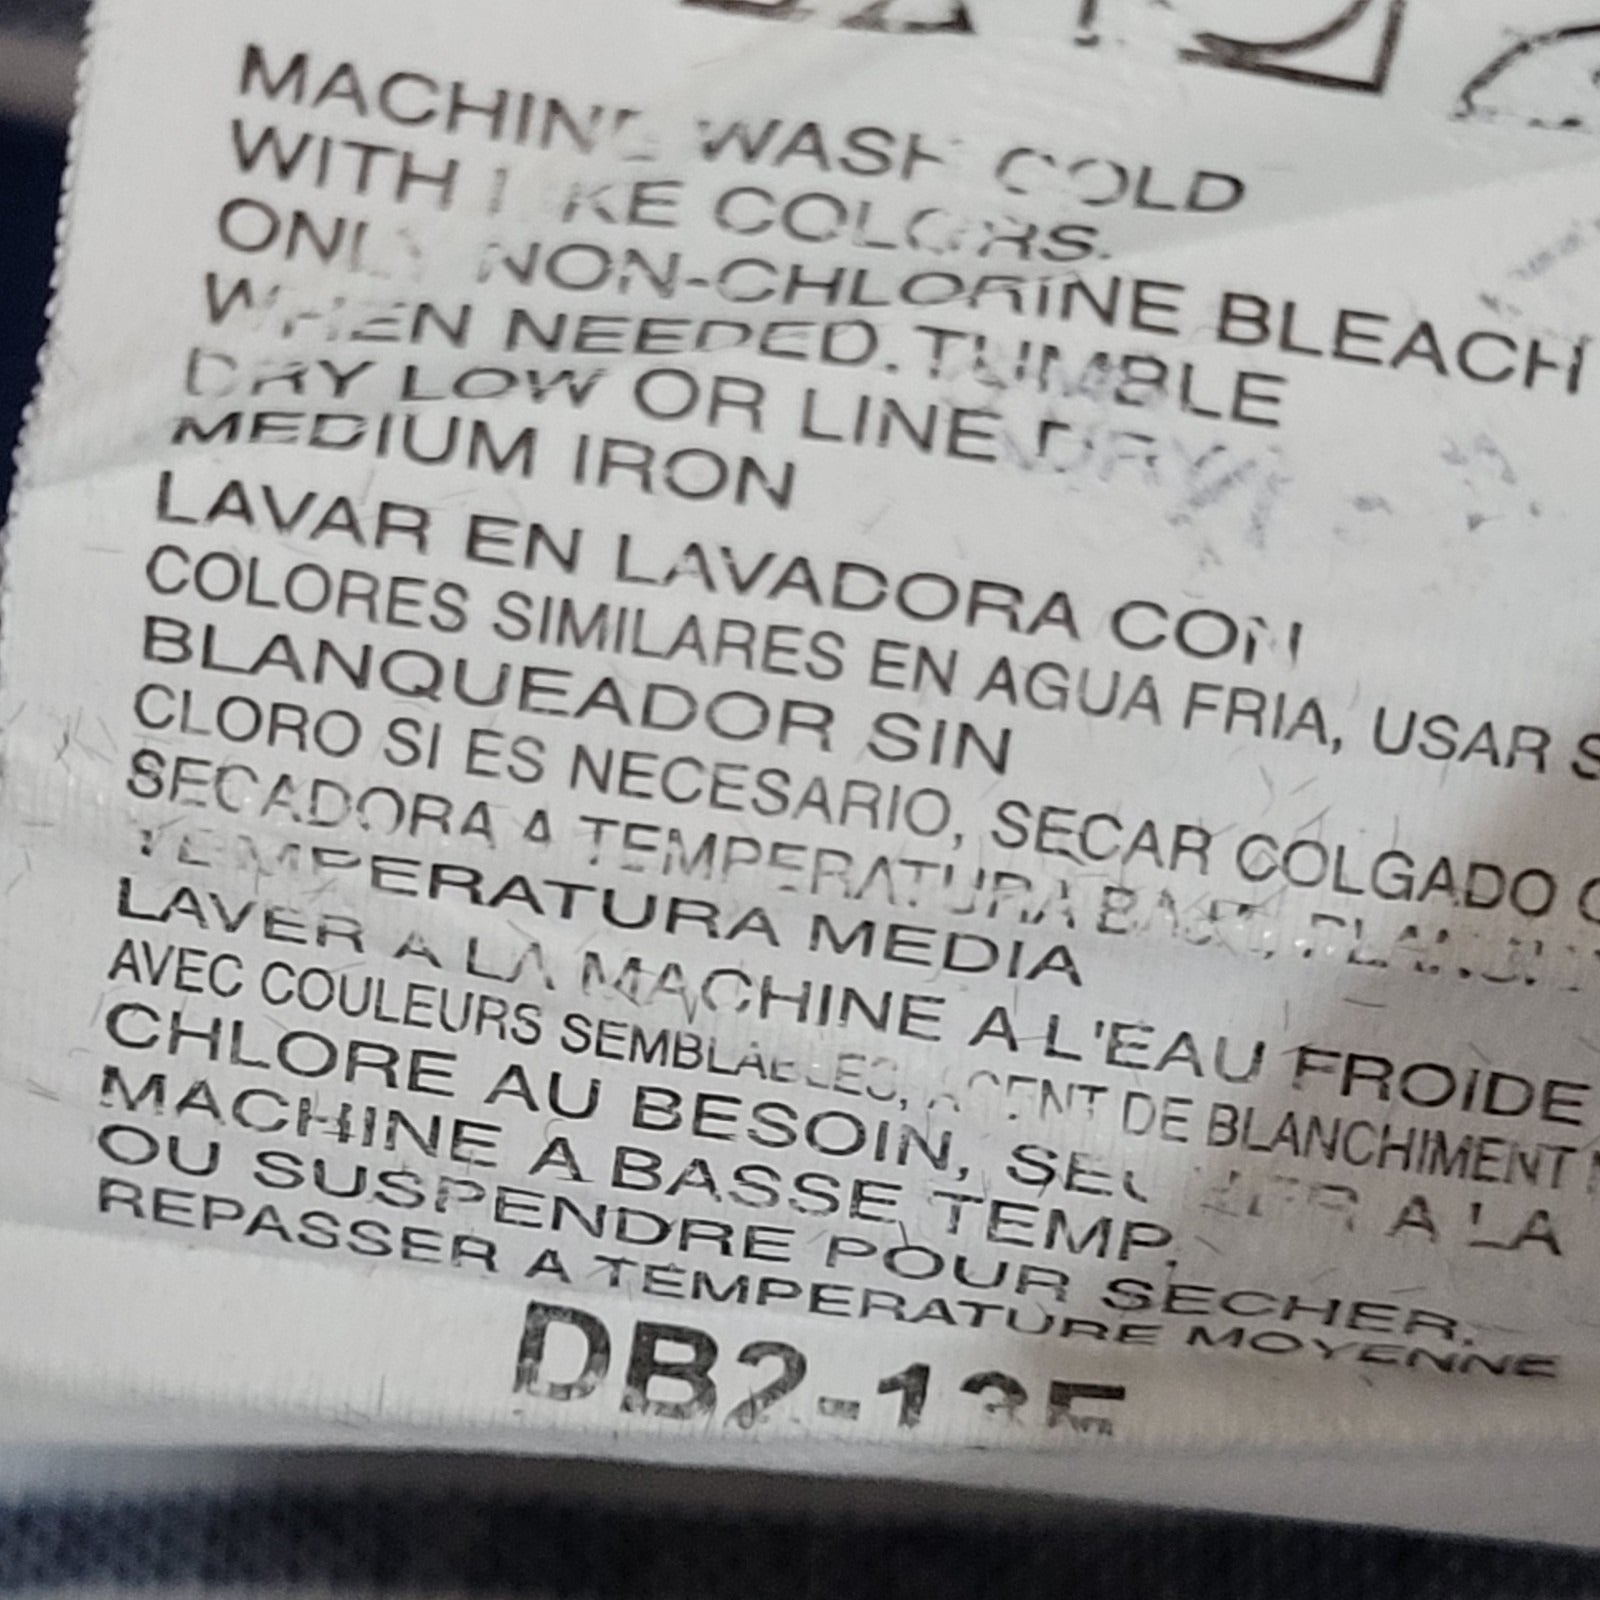 MACHINE WASH COLD
WITH LIKE COLORS.
ONLY NON-CHLORINE BLEACH
WHEN NEEDED. TUMBLE
DRY LOW OR LINE DRY
MEDIUM IRON
LAVAR EN LAVADORA CON
COLORES SIMILARES EN AGUA FRIA, USAR
BLANQUEADOR SIN
CLORO SI ES NECESARIO, SECAR COLGADO
SECADORA A TEMPERATURA
TEMPERATURA MEDIA
LAVER A LA MACHINE A L'EAU FROIDE
AVEC COULEURS SEMBLABLES, AGENT DE BLANCHIMENT
CHLORE AU BESOIN, SECHER A LA
MACHINE A BASSE TEMP.
OU SUSPENDRE POUR SECHER.
REPASSER A TEMPERATURE MOYENNE